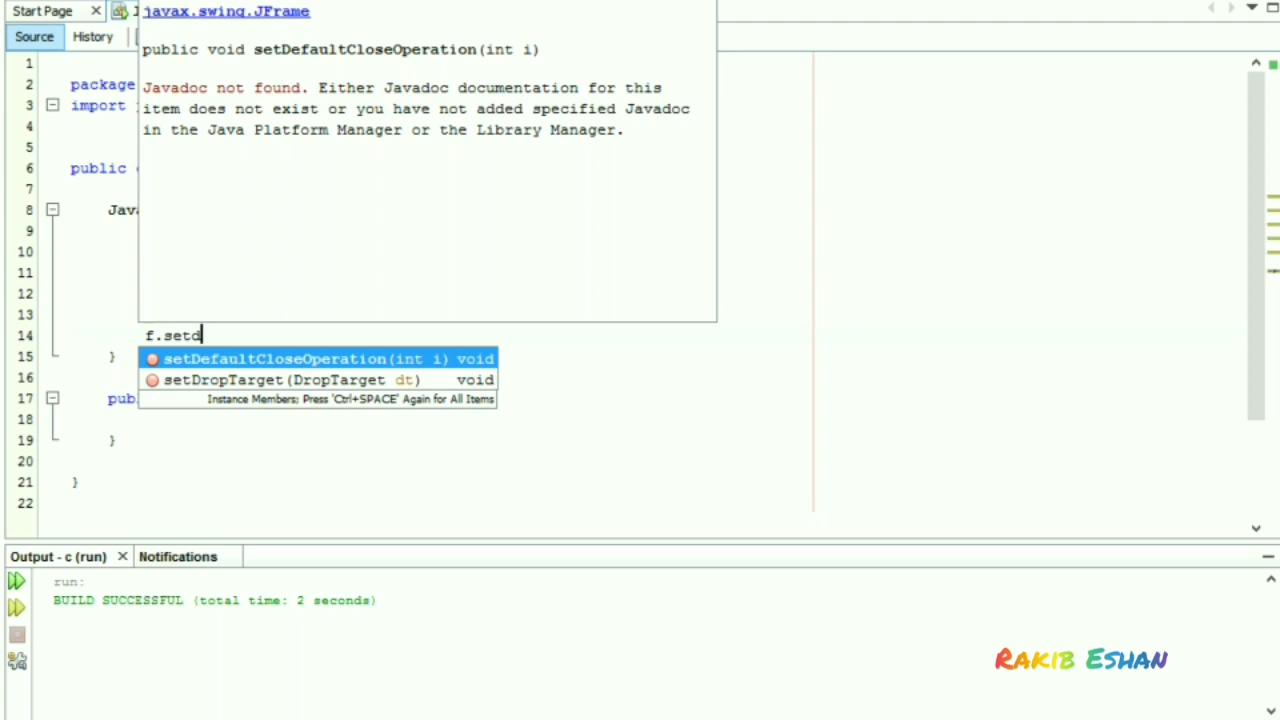 Start Page
javax.swing.JFrame
Source History
public void setDefaultCloseOperation(int i)
1
2 package
Javadoc not found. Either Javadoc documentation for this
3 import
item does not exist or you have not added specified Javadoc
4
in the Java Platform Manager or the Library Manager.
5
6 public
7
8 Java
9
10
11
12
13
14 f.setd
15 }
setDefaultCloseOperation(int i) void
16
setDropTarget(DropTarget dt) void
17 pub
Instance Members; Press 'Ctrl+SPACE' Again for All Items
18
19 }
20
21 }
22
Output - c (run) Notifications
run:
BUILD SUCCESSFUL (total time: 2 seconds)
Rakib Eshan